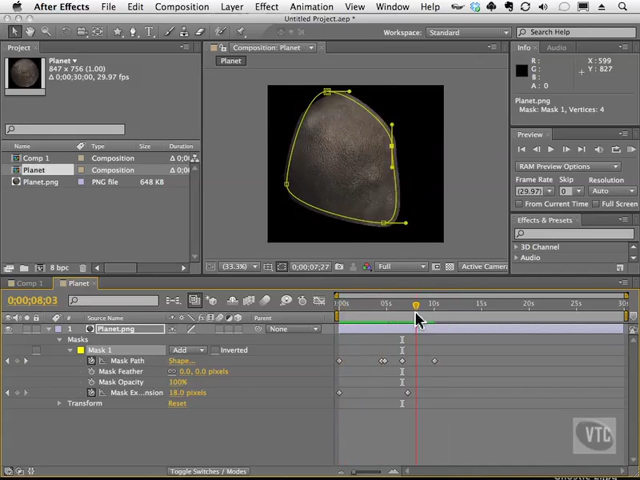 After Effects File Edit Composition Layer Effect Animation View Window
Untitled Project.aep *
Workspace: Standard
Search Help
Project
Planet
847 x 756 (1.00)
Δ 0;00;30;00, 29.97 fps
Name Type Size Frame R...
Comp 1 Composition
Planet Composition
Planet.png PNG file 648 KB
8 bpc
Composition: Planet
Planet
(33.3%) 0;00;07;27 Full Active Camera
Info Audio
R:
G:
B:
A: 0
X: 599
Y: 827
Planet.png
Mask: Mask 1, Vertices: 4
Preview
RAM Preview Options
Frame Rate Skip Resolution
(29.97) 0 Auto
From Current Time Full Screen
Effects & Presets
3D Channel
Audio
Comp 1 Planet
0;00;08;03
# Source Name Parent
:00s 05s 10s 15s 20s 25s 30s
1 Planet.png None
Masks
Mask 1 Add Inverted
Mask Path Shape...
Mask Feather 0.0, 0.0 pixels
Mask Opacity 100%
Mask Ex...nsion 18.0 pixels
Transform Reset
Toggle Switches / Modes
VTC